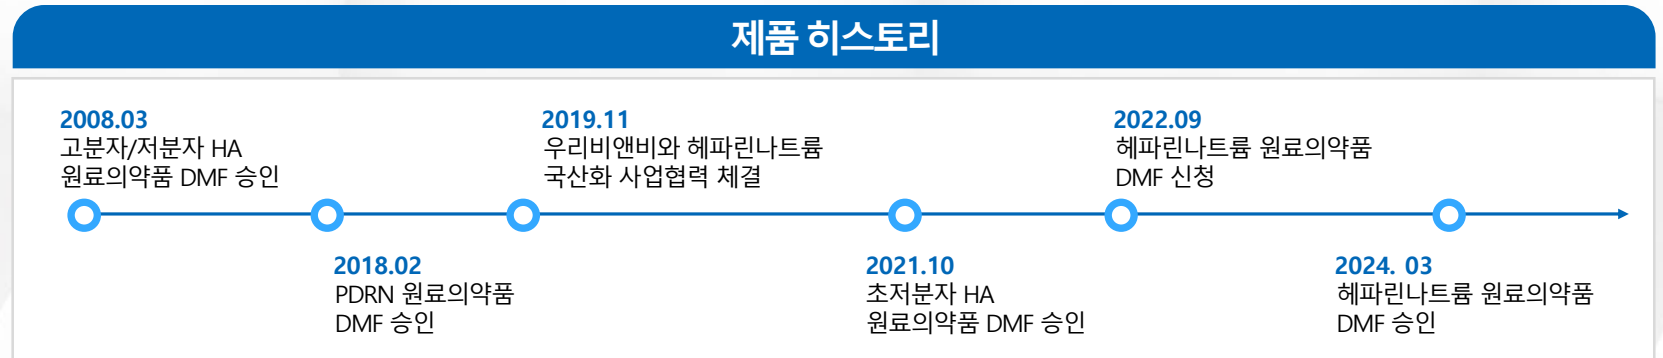 제품 히스토리
2008.03
고분자/저분자 HA
원료의약품 DMF 승인
2018.02
PDRN 원료의약품
DMF 승인
2019.11
우리비앤비와 헤파린나트륨
국산화 사업협력 체결
2021.10
초저분자 HA
원료의약품 DMF 승인
2022.09
헤파린나트륨 원료의약품
DMF 신청
2024. 03
헤파린나트륨 원료의약품
DMF 승인